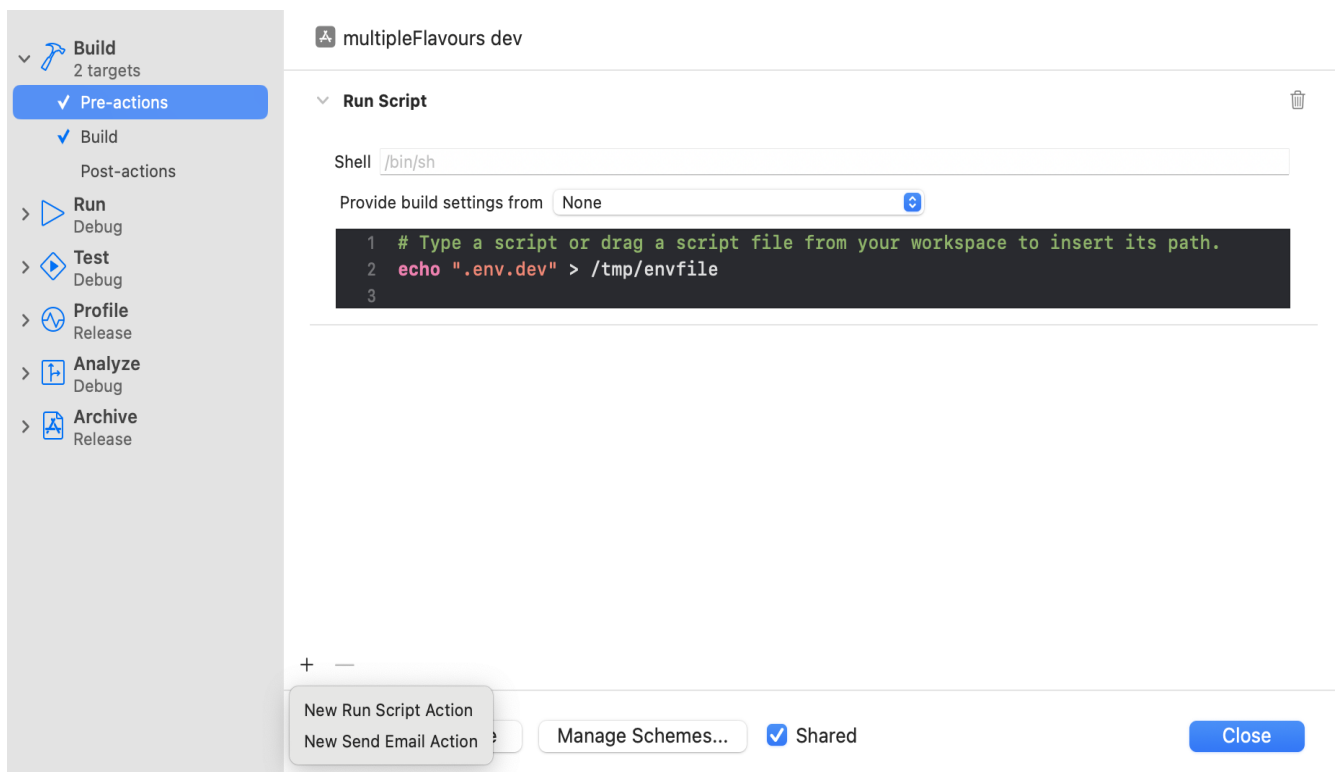 Build
2 targets
Pre-actions
Build
Post-actions
Run
Debug
Test
Debug
Profile
Release
Analyze
Debug
Archive
Release
multipleFlavours dev
Run Script
Shell /bin/sh
Provide build settings from None
1 # Type a script or drag a script file from your workspace to insert its path.
2 echo ".env.dev" > /tmp/envfile
3
New Run Script Action
New Send Email Action
Manage Schemes...
Shared
Close